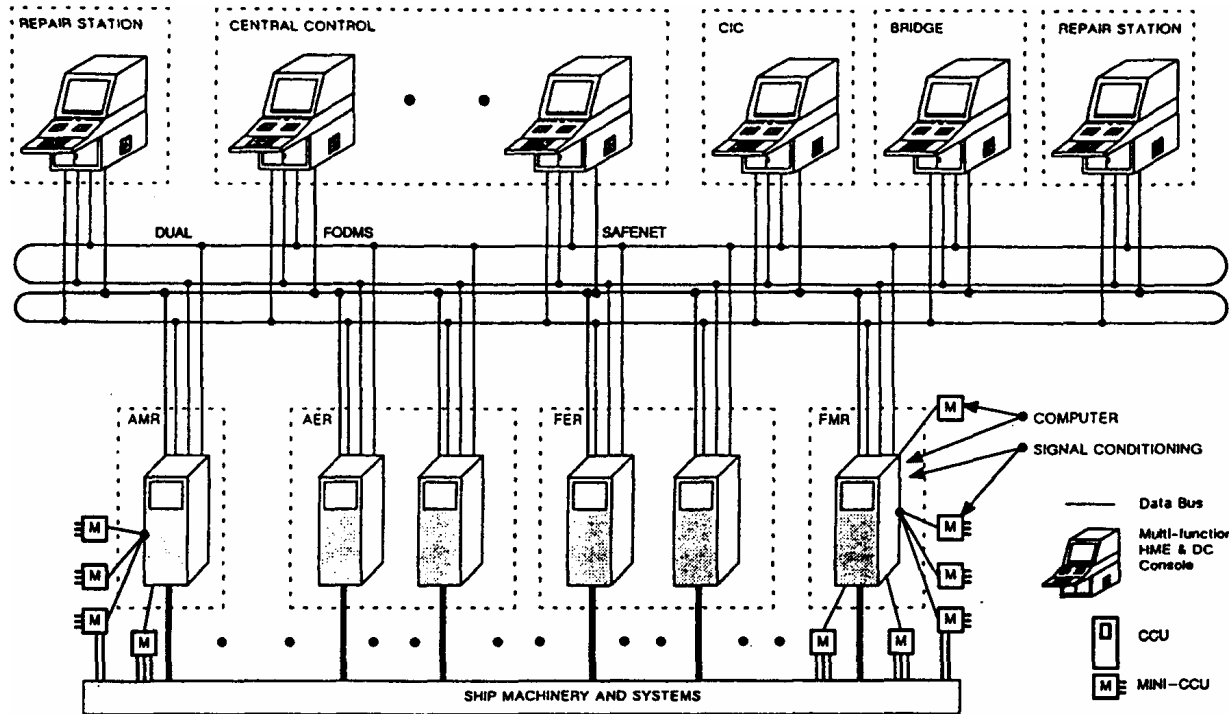 REPAIR STATION
CENTRAL CONTROL
CIC
BRIDGE
REPAIR STATION
DUAL
FODMS
SAFENET
AMR
AER
FER
FMR
M
COMPUTER
SIGNAL CONDITIONING
M
M
M
M
M
M
M
M
M
Data Bus
Multi-function
HME & DC
Console
CCU
M
MINI-CCU
SHIP MACHINERY AND SYSTEMS